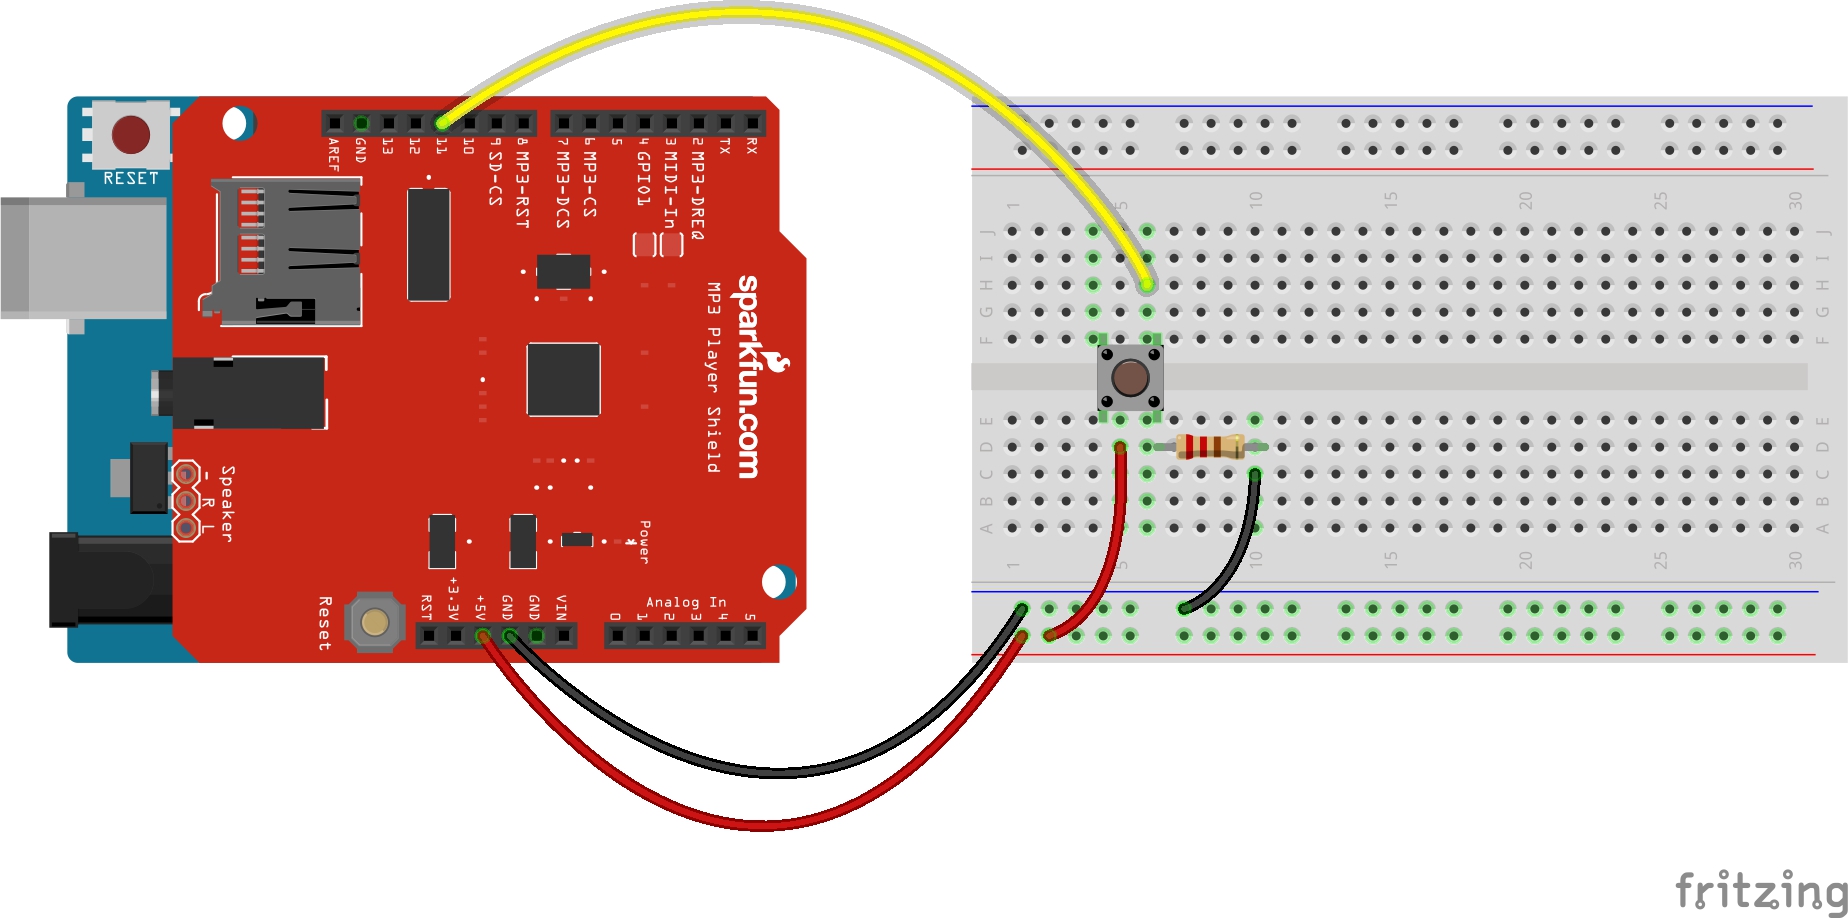 RESET
AREF
GND
13
12
11
10
9 SD-CS
8 MP3-RST
7 MP3-DCS
6 MP3-CS
5
4 GPIO1
3 MIDI-In
2 MP3-DREQ
TX
RX
sparkfun.com
MP3 Player Shield
Speaker
- R L
Power
Reset
RST
+3.3V
+5V
GND
GND
VIN
Analog In
0 1 2 3 4 5
1 5 10 15 20 25 30
J J
I I
H H
G G
F F
E E
D D
C C
B B
A A
1 5 10 15 20 25 30
fritzing